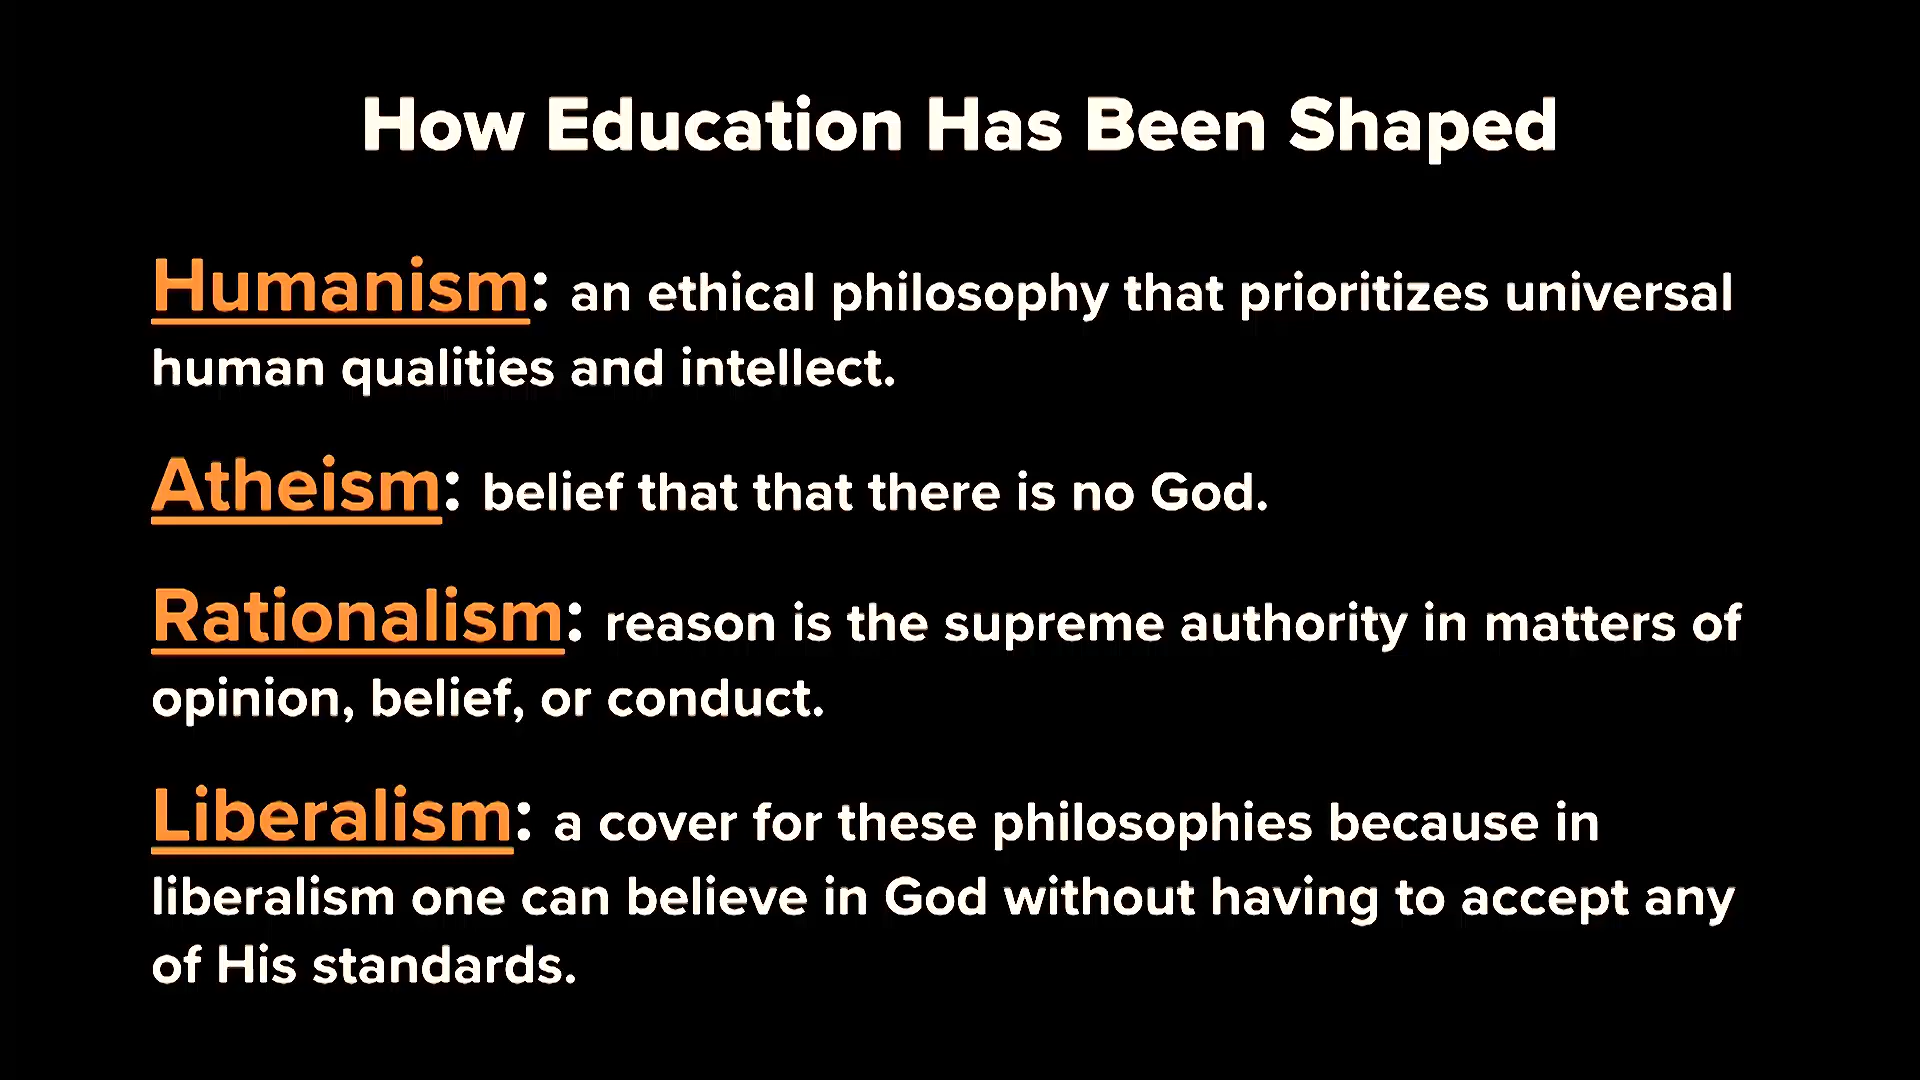 How Education Has Been Shaped
Humanism: an ethical philosophy that prioritizes universal
human qualities and intellect.
Atheism: belief that that there is no God.
Rationalism: reason is the supreme authority in matters of
opinion, belief, or conduct.
Liberalism: a cover for these philosophies because in
liberalism one can believe in God without having to accept any
of His standards.